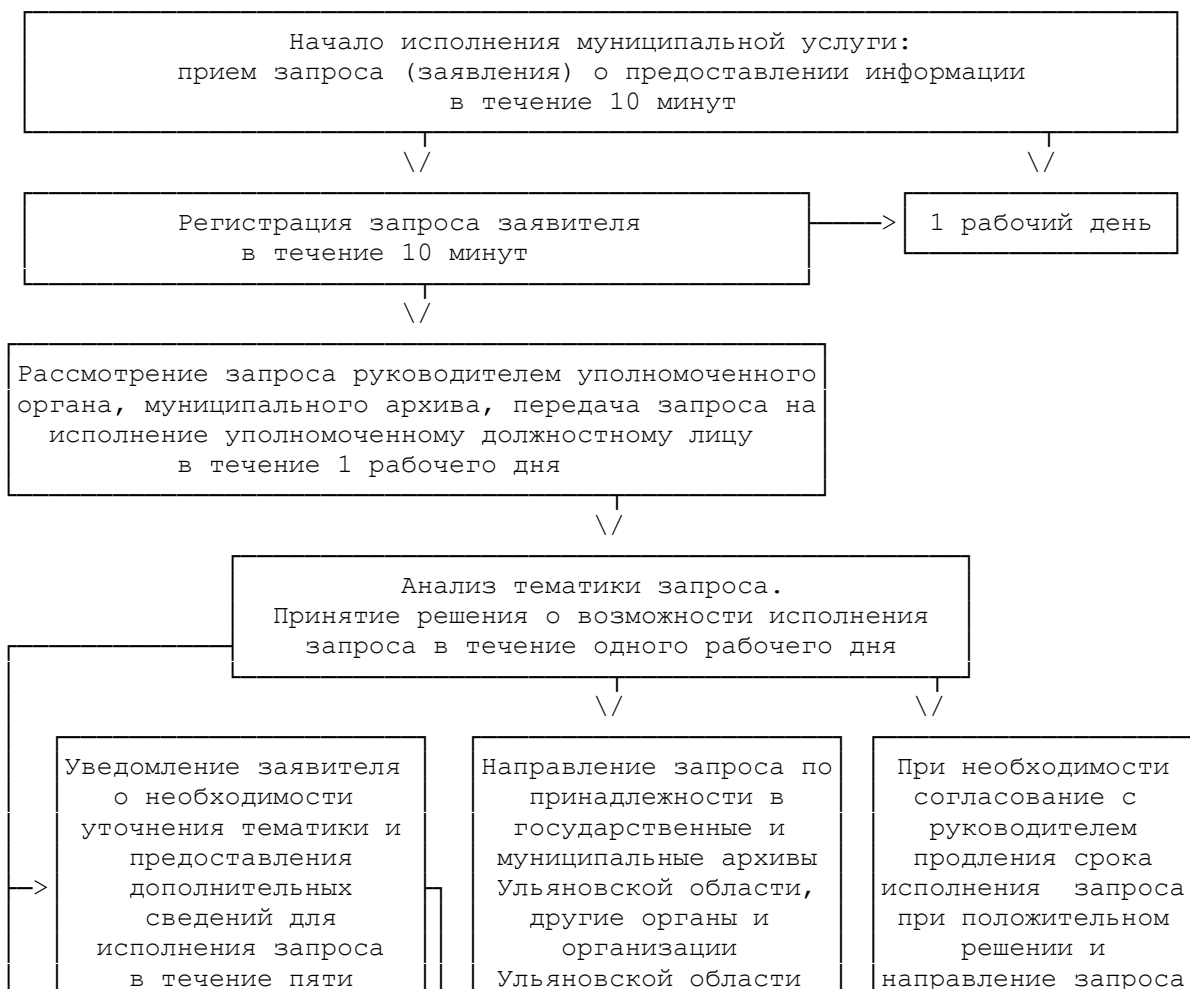 Начало исполнения муниципальной услуги:
прием запроса (заявления) о предоставлении информации
в течение 10 минут
Регистрация запроса заявителя
в течение 10 минут
1 рабочий день
Рассмотрение запроса руководителем уполномоченного
органа, муниципального архива, передача запроса на
исполнение уполномоченному должностному лицу
в течение 1 рабочего дня
Анализ тематики запроса.
Принятие решения о возможности исполнения
запроса в течение одного рабочего дня
Уведомление заявителя
о необходимости
уточнения тематики и
предоставления
дополнительных
сведений для
исполнения запроса
в течение пяти
Направление запроса по
принадлежности в
государственные и
муниципальные архивы
Ульяновской области,
другие органы и
организации
Ульяновской области
При необходимости
согласование с
руководителем
продления срока
исполнения запроса
при положительном
решении и
направление запроса